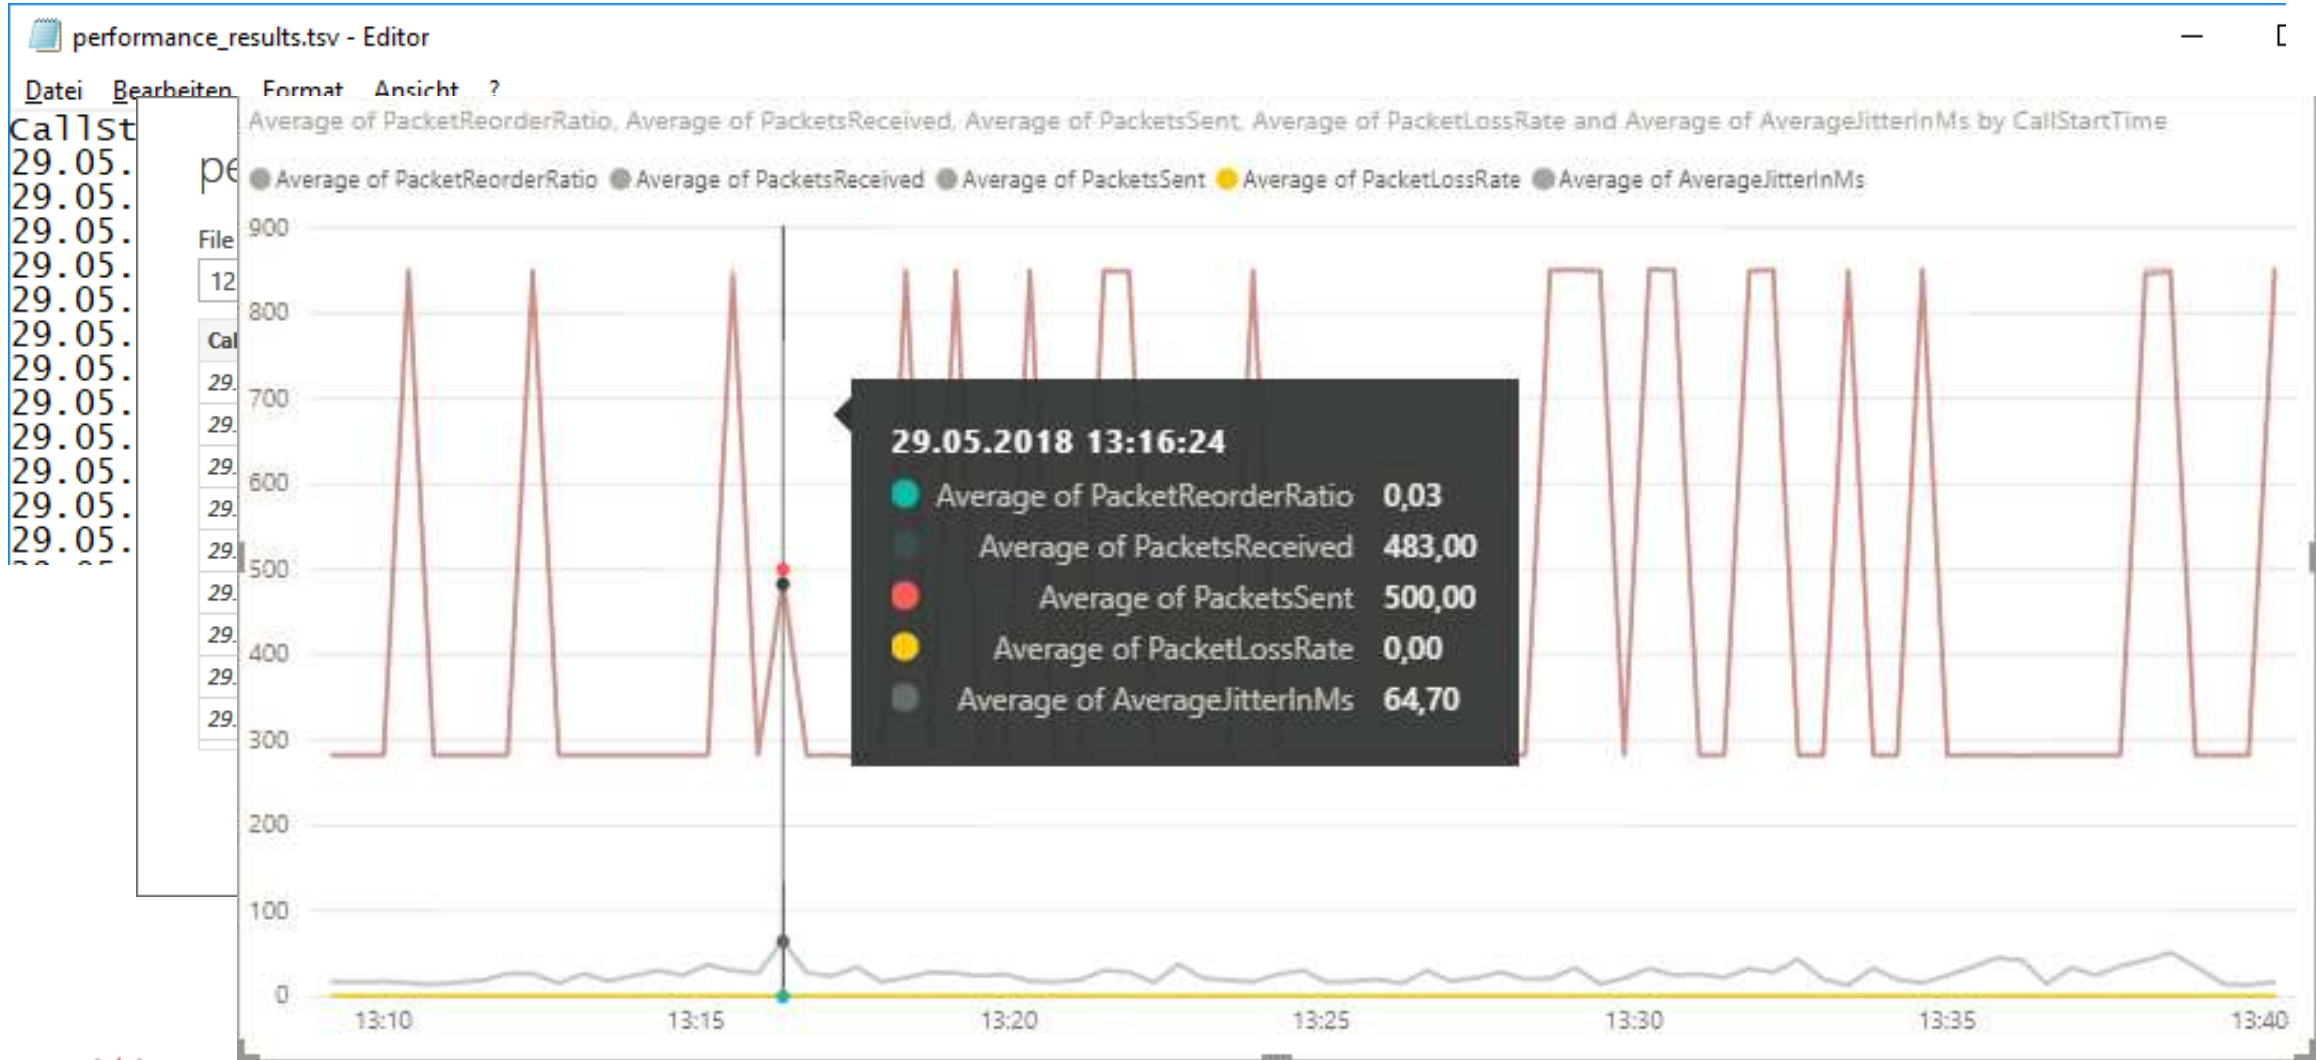 performance_results.tsv - Editor
Datei Bearbeiten Format Ansicht ?
CallSt
29.05.
29.05.
29.05.
29.05.
29.05.
29.05.
29.05.
29.05.
29.05.
29.05.
29.05.
29.05.
pe
File
12
Cal
29.
29.
29.
29.
29.
29.
29.
29.
29.
Average of PacketReorderRatio, Average of PacketsReceived, Average of PacketsSent, Average of PacketLossRate and Average of AverageJitterInMs by CallStartTime
Average of PacketReorderRatio Average of PacketsReceived Average of PacketsSent Average of PacketLossRate Average of AverageJitterInMs
900
800
700
600
500
400
300
200
100
0
29.05.2018 13:16:24
Average of PacketReorderRatio 0,03
Average of PacketsReceived 483,00
Average of PacketsSent 500,00
Average of PacketLossRate 0,00
Average of AverageJitterInMs 64,70
13:10 13:15 13:20 13:25 13:30 13:35 13:40